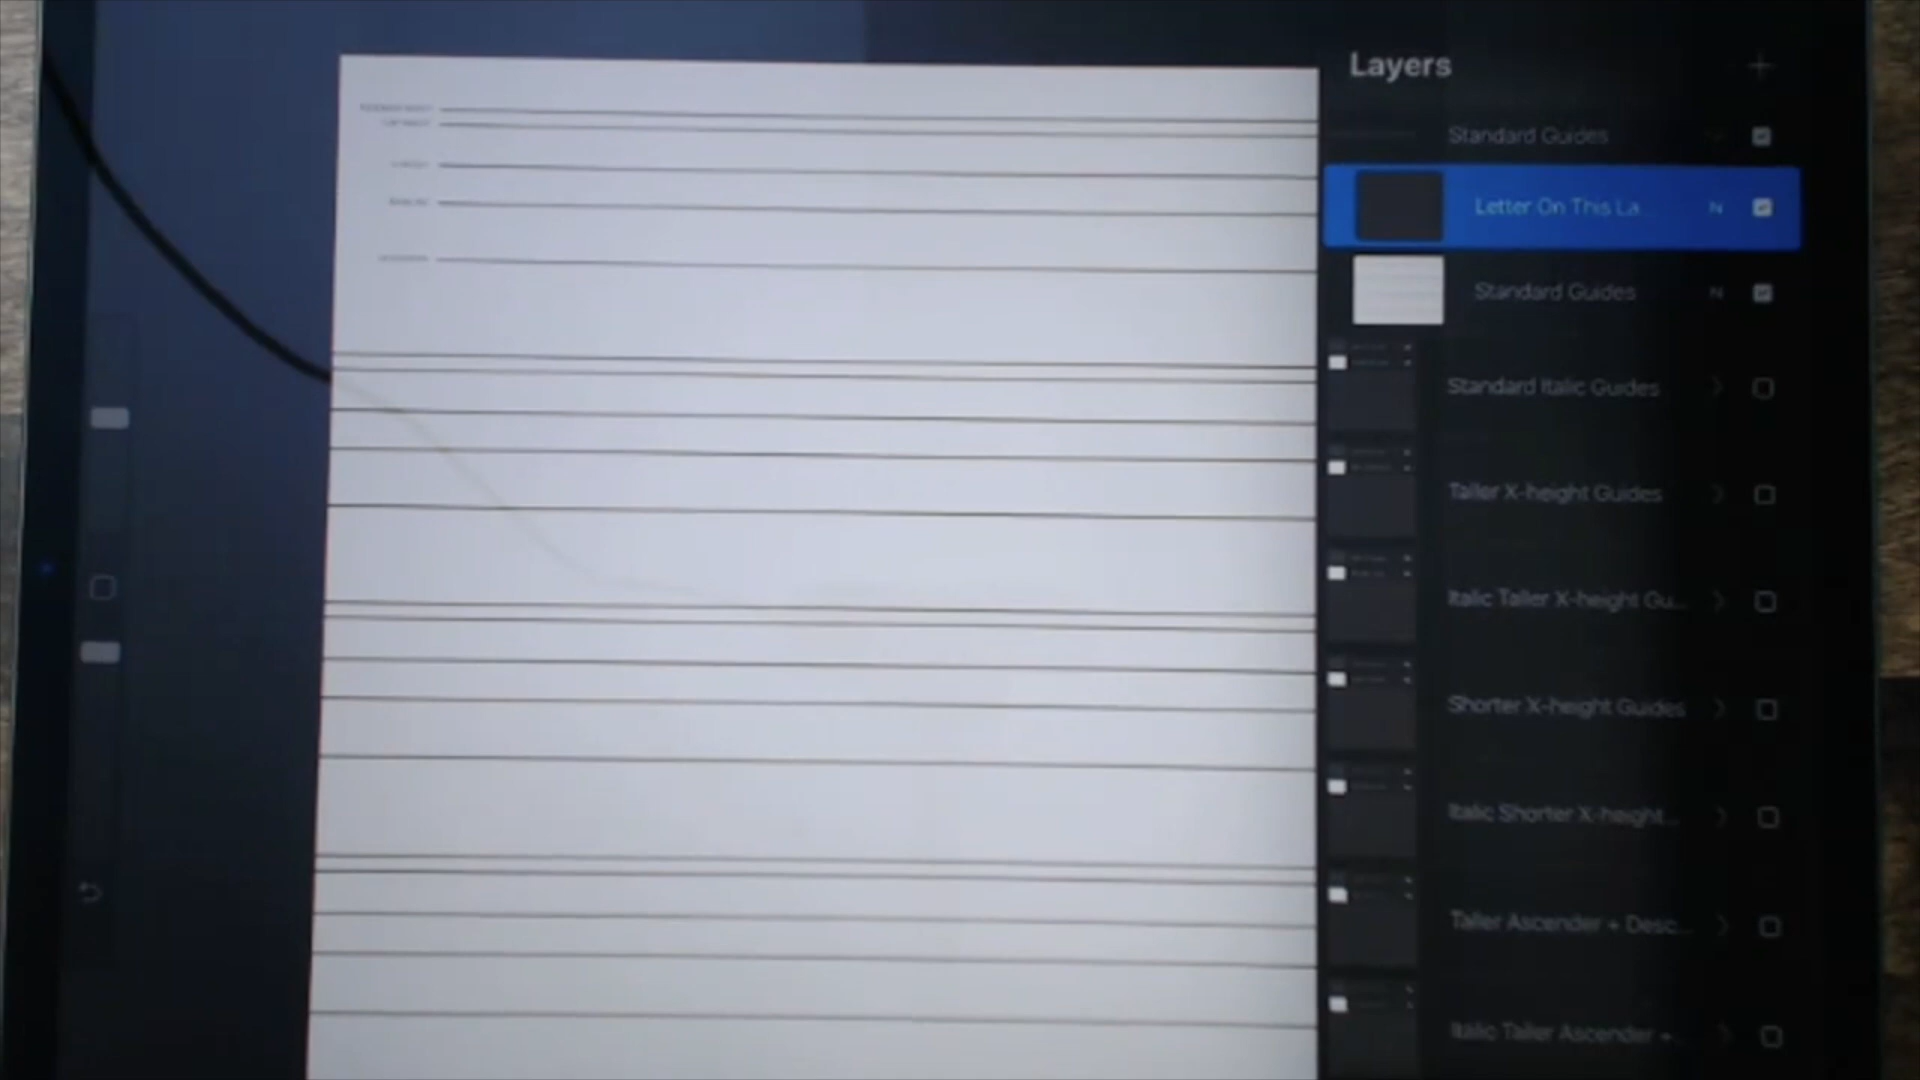 Layers
Standard Guides
Letter On This La...
N
Standard Guides
N
Standard Italic Guides
Taller X-height Guides
Italic Taller X-height Gu...
Shorter X-height Guides
Italic Shorter X-height...
Taller Ascender + Desc...
Italic Taller Ascender +...